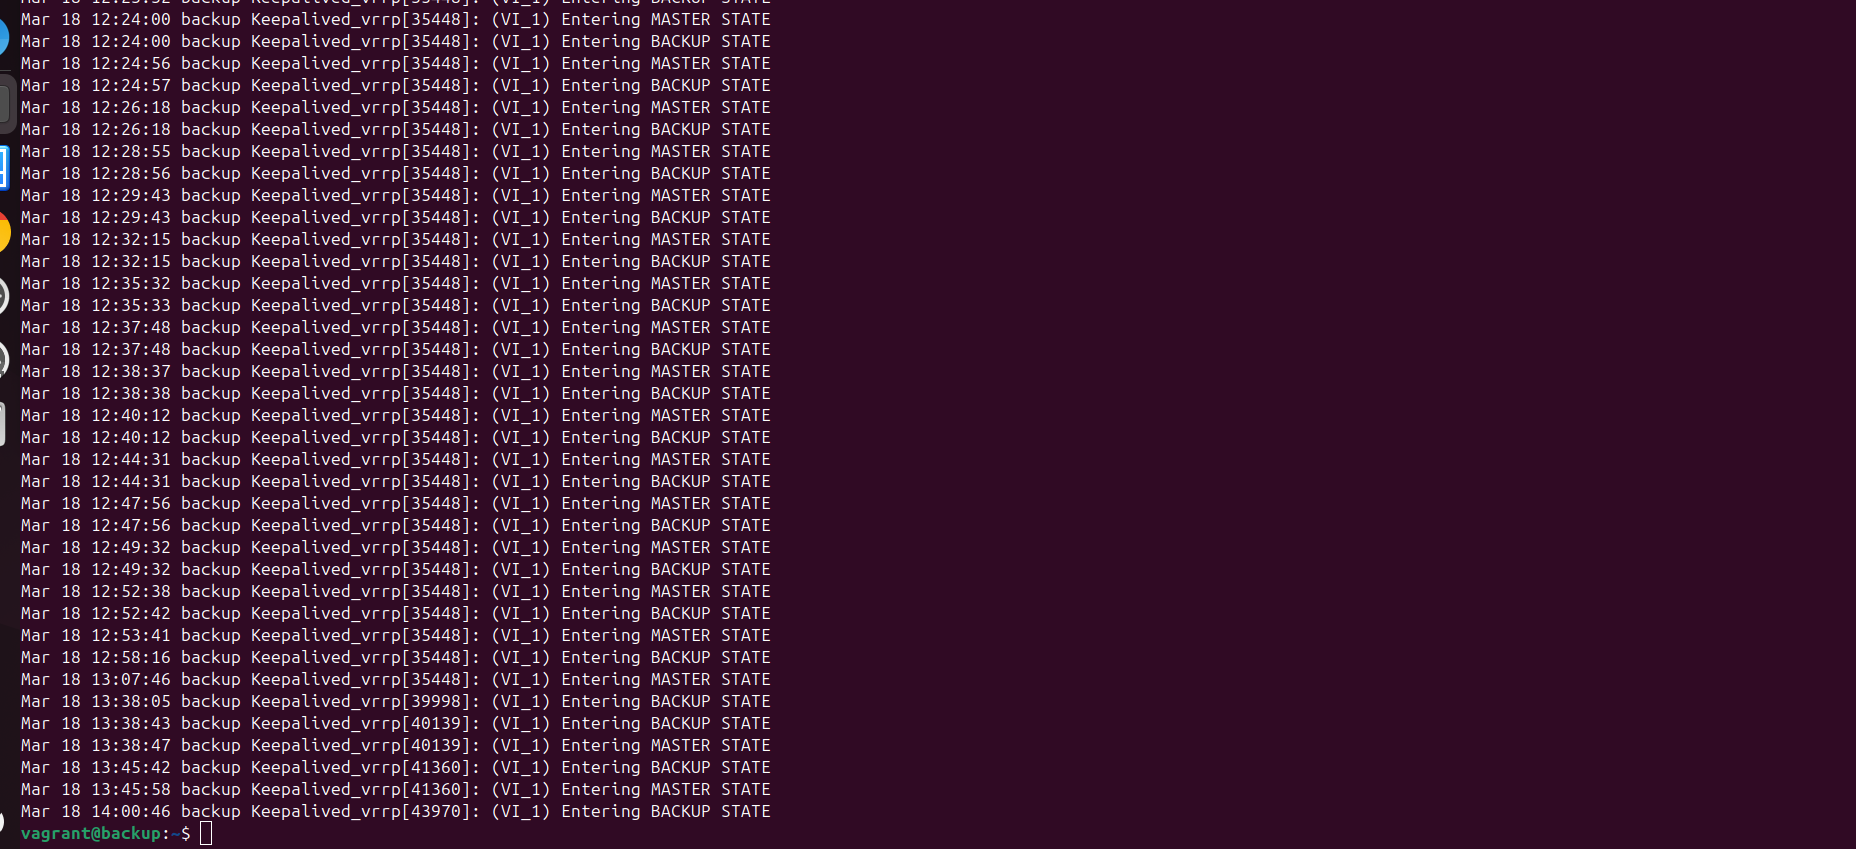 Mar 18 12:24:00 backup Keepalived_vrrp[35448]: (VI_1) Entering MASTER STATE
Mar 18 12:24:00 backup Keepalived_vrrp[35448]: (VI_1) Entering BACKUP STATE
Mar 18 12:24:56 backup Keepalived_vrrp[35448]: (VI_1) Entering MASTER STATE
Mar 18 12:24:57 backup Keepalived_vrrp[35448]: (VI_1) Entering BACKUP STATE
Mar 18 12:26:18 backup Keepalived_vrrp[35448]: (VI_1) Entering MASTER STATE
Mar 18 12:26:18 backup Keepalived_vrrp[35448]: (VI_1) Entering BACKUP STATE
Mar 18 12:28:55 backup Keepalived_vrrp[35448]: (VI_1) Entering MASTER STATE
Mar 18 12:28:56 backup Keepalived_vrrp[35448]: (VI_1) Entering BACKUP STATE
Mar 18 12:29:43 backup Keepalived_vrrp[35448]: (VI_1) Entering MASTER STATE
Mar 18 12:29:43 backup Keepalived_vrrp[35448]: (VI_1) Entering BACKUP STATE
Mar 18 12:32:15 backup Keepalived_vrrp[35448]: (VI_1) Entering MASTER STATE
Mar 18 12:32:15 backup Keepalived_vrrp[35448]: (VI_1) Entering BACKUP STATE
Mar 18 12:35:32 backup Keepalived_vrrp[35448]: (VI_1) Entering MASTER STATE
Mar 18 12:35:33 backup Keepalived_vrrp[35448]: (VI_1) Entering BACKUP STATE
Mar 18 12:37:48 backup Keepalived_vrrp[35448]: (VI_1) Entering MASTER STATE
Mar 18 12:37:48 backup Keepalived_vrrp[35448]: (VI_1) Entering BACKUP STATE
Mar 18 12:38:37 backup Keepalived_vrrp[35448]: (VI_1) Entering MASTER STATE
Mar 18 12:38:38 backup Keepalived_vrrp[35448]: (VI_1) Entering BACKUP STATE
Mar 18 12:40:12 backup Keepalived_vrrp[35448]: (VI_1) Entering MASTER STATE
Mar 18 12:40:12 backup Keepalived_vrrp[35448]: (VI_1) Entering BACKUP STATE
Mar 18 12:44:31 backup Keepalived_vrrp[35448]: (VI_1) Entering MASTER STATE
Mar 18 12:44:31 backup Keepalived_vrrp[35448]: (VI_1) Entering BACKUP STATE
Mar 18 12:47:56 backup Keepalived_vrrp[35448]: (VI_1) Entering MASTER STATE
Mar 18 12:47:56 backup Keepalived_vrrp[35448]: (VI_1) Entering BACKUP STATE
Mar 18 12:49:32 backup Keepalived_vrrp[35448]: (VI_1) Entering MASTER STATE
Mar 18 12:49:32 backup Keepalived_vrrp[35448]: (VI_1) Entering BACKUP STATE
Mar 18 12:52:38 backup Keepalived_vrrp[35448]: (VI_1) Entering MASTER STATE
Mar 18 12:52:42 backup Keepalived_vrrp[35448]: (VI_1) Entering BACKUP STATE
Mar 18 12:53:41 backup Keepalived_vrrp[35448]: (VI_1) Entering MASTER STATE
Mar 18 12:58:16 backup Keepalived_vrrp[35448]: (VI_1) Entering BACKUP STATE
Mar 18 13:07:46 backup Keepalived_vrrp[35448]: (VI_1) Entering MASTER STATE
Mar 18 13:38:05 backup Keepalived_vrrp[39998]: (VI_1) Entering BACKUP STATE
Mar 18 13:38:43 backup Keepalived_vrrp[40139]: (VI_1) Entering BACKUP STATE
Mar 18 13:38:47 backup Keepalived_vrrp[40139]: (VI_1) Entering MASTER STATE
Mar 18 13:45:42 backup Keepalived_vrrp[41360]: (VI_1) Entering BACKUP STATE
Mar 18 13:45:58 backup Keepalived_vrrp[41360]: (VI_1) Entering MASTER STATE
Mar 18 14:00:46 backup Keepalived_vrrp[43970]: (VI_1) Entering BACKUP STATE
vagrant@backup:~$